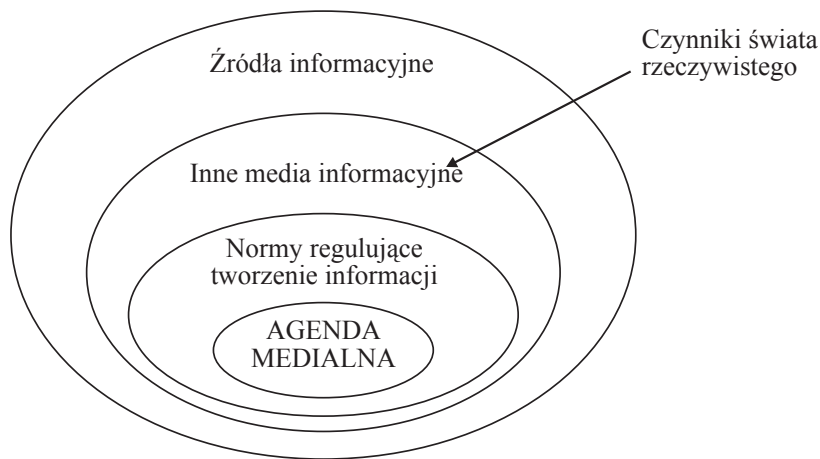 Źródła informacyjne
Czynniki świata
rzeczywistego
Inne media informacyjne
Normy regulujące
tworzenie informacji
AGENDA
MEDIALNA